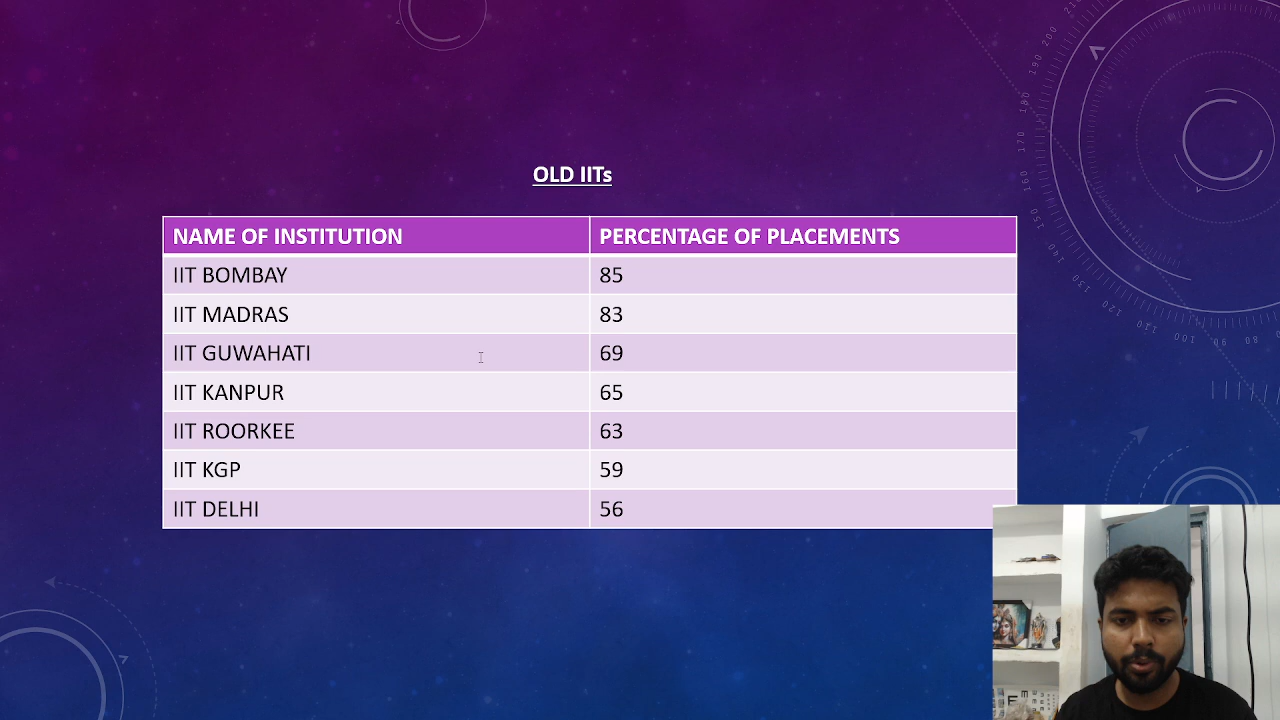 OLD IITs
NAME OF INSTITUTION PERCENTAGE OF PLACEMENTS
IIT BOMBAY 85
IIT MADRAS 83
IIT GUWAHATI 69
IIT KANPUR 65
IIT ROORKEE 63
IIT KGP 59
IIT DELHI 56